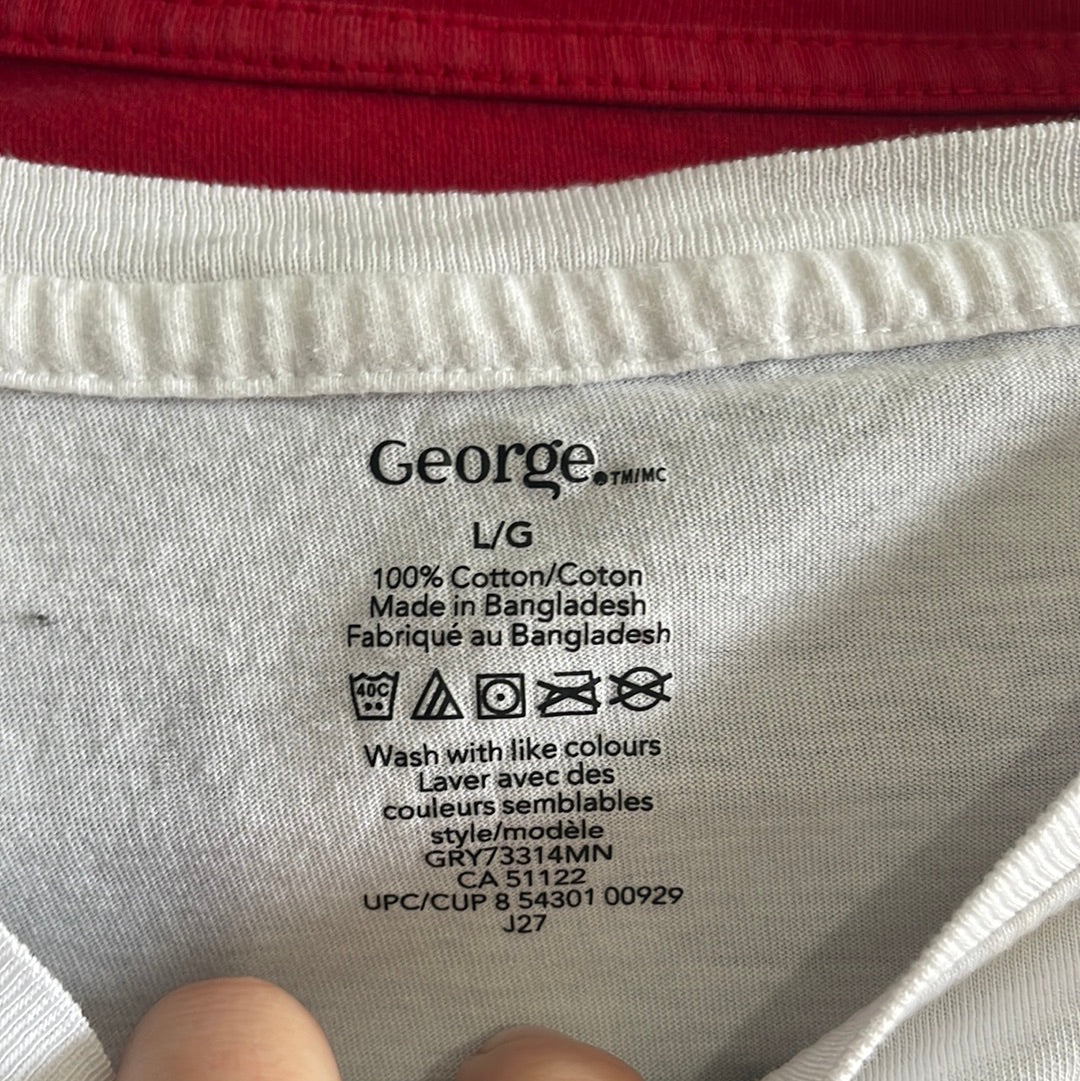 George.TM/MC
L/G
100% Cotton/Coton
Made in Bangladesh
Fabriqué au Bangladesh
40C
Wash with like colours
Laver avec des
couleurs semblables
style/modèle
GRY73314MN
CA 51122
UPC/CUP 8 54301 00929
J27